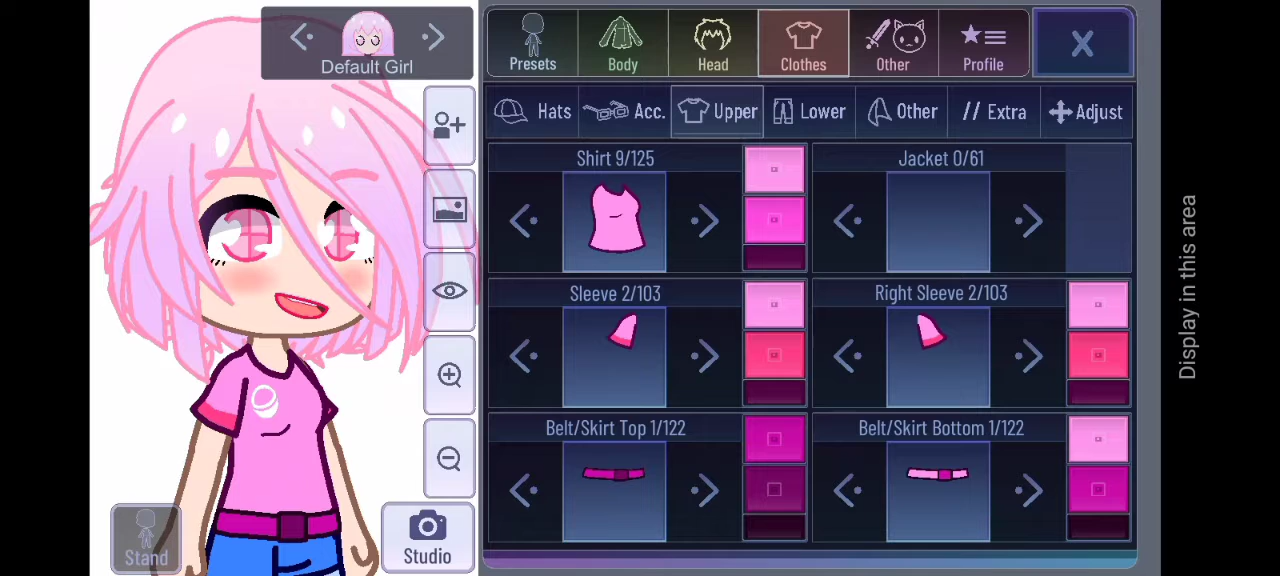 Default Girl
Presets
Body
Head
Clothes
Other
Profile
X
Hats
Acc.
Upper
Lower
Other
Extra
Adjust
Shirt 9/125
Jacket 0/61
Sleeve 2/103
Right Sleeve 2/103
Belt/Skirt Top 1/122
Belt/Skirt Bottom 1/122
Stand
Studio
Display in this area